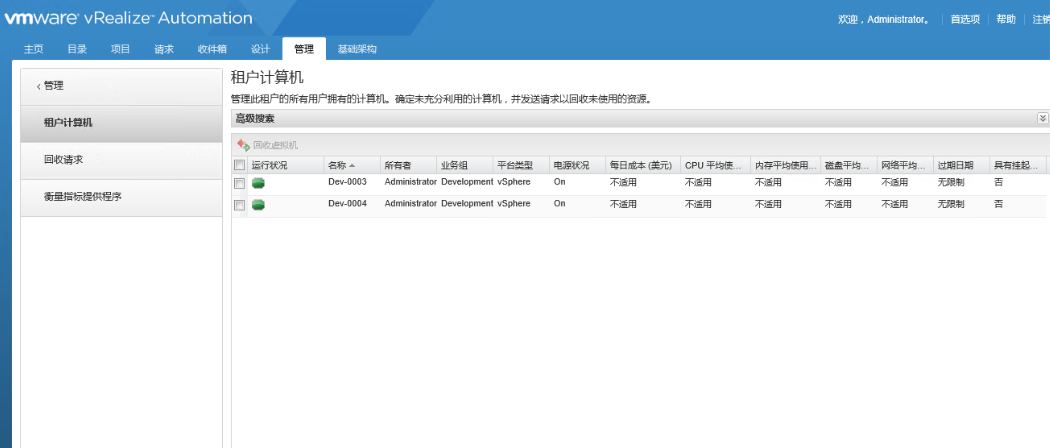 vmware vRealize Automation
欢迎，Administrator。 首选项 帮助 注销
主页 目录 项目 请求 收件箱 设计 管理 基础架构
< 管理
租户计算机
回收请求
衡量指标提供程序
租户计算机
管理此租户的所有用户拥有的计算机。确定未充分利用的计算机，并发送请求以回收未使用的资源。
高级搜索
回收虚拟机
运行状况 名称 所有者 业务组 平台类型 电源状况 每日成本 (美元) CPU 平均使... 内存平均使用... 磁盘平均... 网络平均... 过期日期 具有挂起...
Dev-0003 Administrator Development vSphere On 不适用 不适用 不适用 不适用 不适用 无限制 否
Dev-0004 Administrator Development vSphere On 不适用 不适用 不适用 不适用 不适用 无限制 否